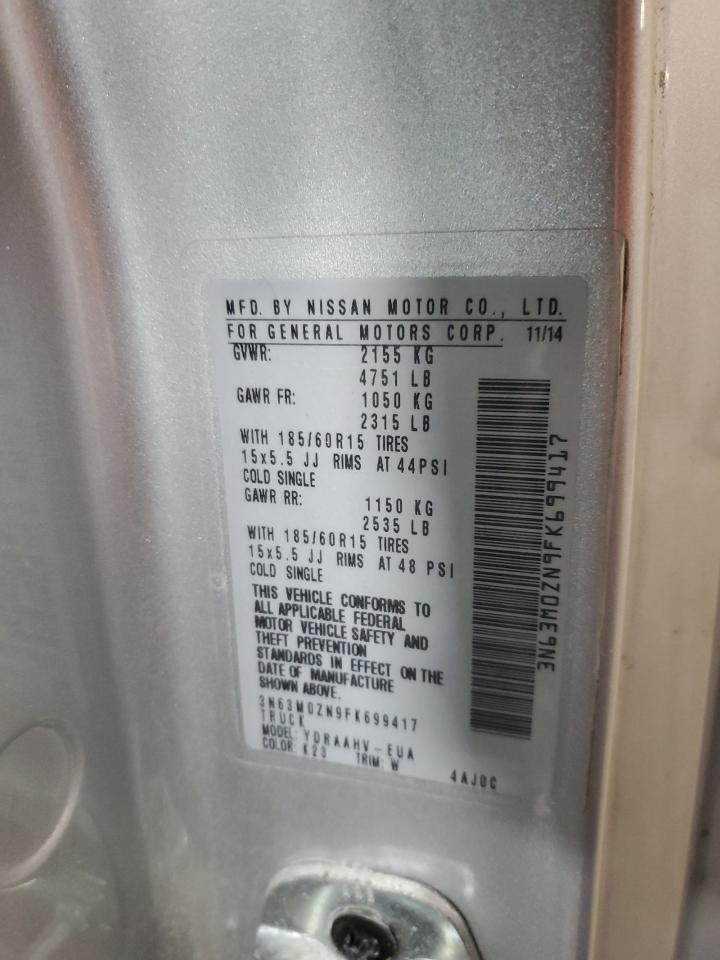 MFD. BY NISSAN MOTOR CO., LTD.
FOR GENERAL MOTORS CORP. 11/14
GVWR: 2155 KG
4751 LB
GAWR FR: 1050 KG
2315 LB
WITH 185/60R15 TIRES
15x5.5 JJ RIMS AT 44PSI
COLD SINGLE
GAWR RR: 1150 KG
2535 LB
WITH 185/60R15 TIRES
15x5.5 JJ RIMS AT 48 PSI
COLD SINGLE
THIS VEHICLE CONFORMS TO
ALL APPLICABLE FEDERAL
MOTOR VEHICLE SAFETY AND
THEFT PREVENTION
STANDARDS IN EFFECT ON THE
DATE OF MANUFACTURE
SHOWN ABOVE.
3N63M0ZN9FK699417
TRUCK
MODEL: YDRAAHV-EUA
COLOR: K23 TRIM: W
4AJ0C
3N63M0ZN9FK699417